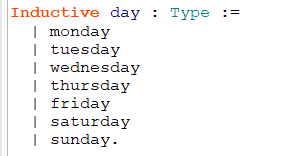 Inductive day : Type :=
  | monday
  | tuesday
  | wednesday
  | thursday
  | friday
  | saturday
  | sunday.